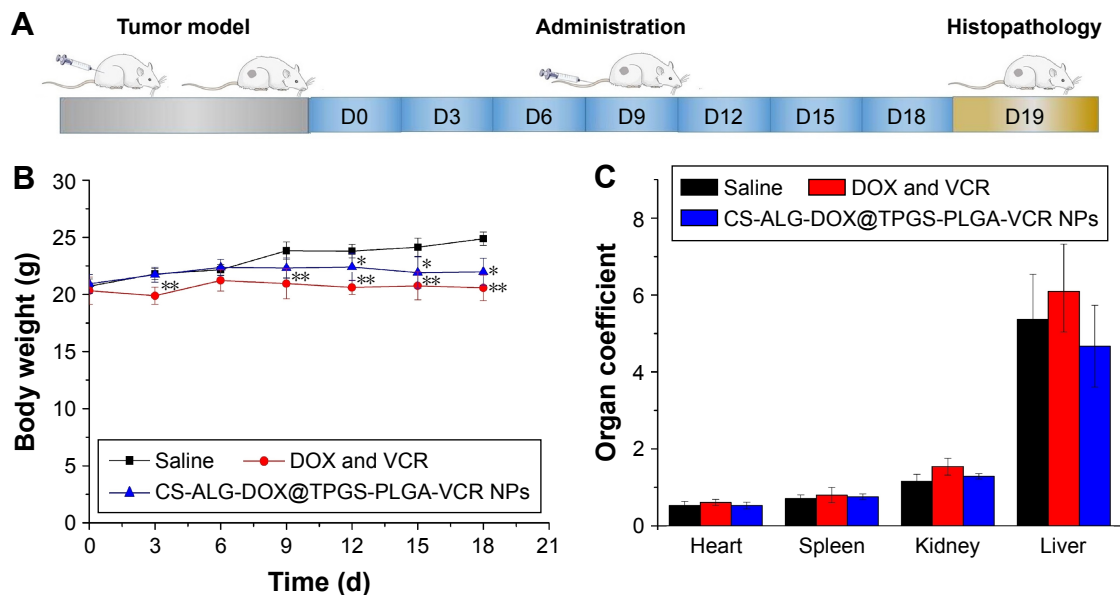 A
Tumor model
Administration
Histopathology
D0
D3
D6
D9
D12
D15
D18
D19
B
30
25
20
15
10
5
0
Body weight (g)
**
**
*
**
*
**
*
**
Saline
DOX and VCR
CS-ALG-DOX@TPGS-PLGA-VCR NPs
0 3 6 9 12 15 18 21
Time (d)
C
Saline
DOX and VCR
CS-ALG-DOX@TPGS-PLGA-VCR NPs
8
6
4
2
0
Organ coefficient
Heart Spleen Kidney Liver